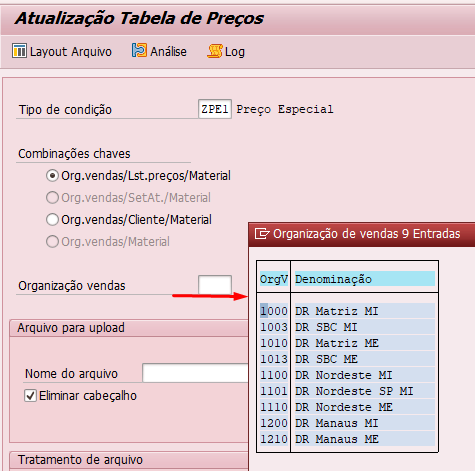 Atualização Tabela de Preços
Layout Arquivo Análise Log
Tipo de condição ZPE1 Preço Especial
Combinações chaves
Org.vendas/Lst.preços/Material
Org.vendas/SetAt./Material
Org.vendas/Cliente/Material
Org.vendas/Material
Organização vendas
Arquivo para upload
Nome do arquivo
Eliminar cabeçalho
Tratamento de arquivo
Organização de vendas 9 Entradas
OrgV Denominação
1000 DR Matriz MI
1003 DR SBC MI
1010 DR Matriz ME
1013 DR SBC ME
1100 DR Nordeste MI
1101 DR Nordeste SP MI
1110 DR Nordeste ME
1200 DR Manaus MI
1210 DR Manaus ME